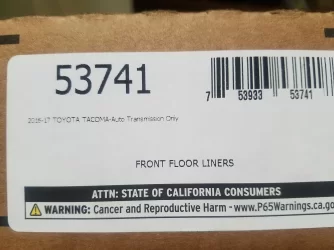 53741
7 53933 53741
2016-17 TOYOTA TACOMA-Auto Transmission Only
FRONT FLOOR LINERS
ATTN: STATE OF CALIFORNIA CONSUMERS
WARNING: Cancer and Reproductive Harm - www.P65Warnings.ca.go